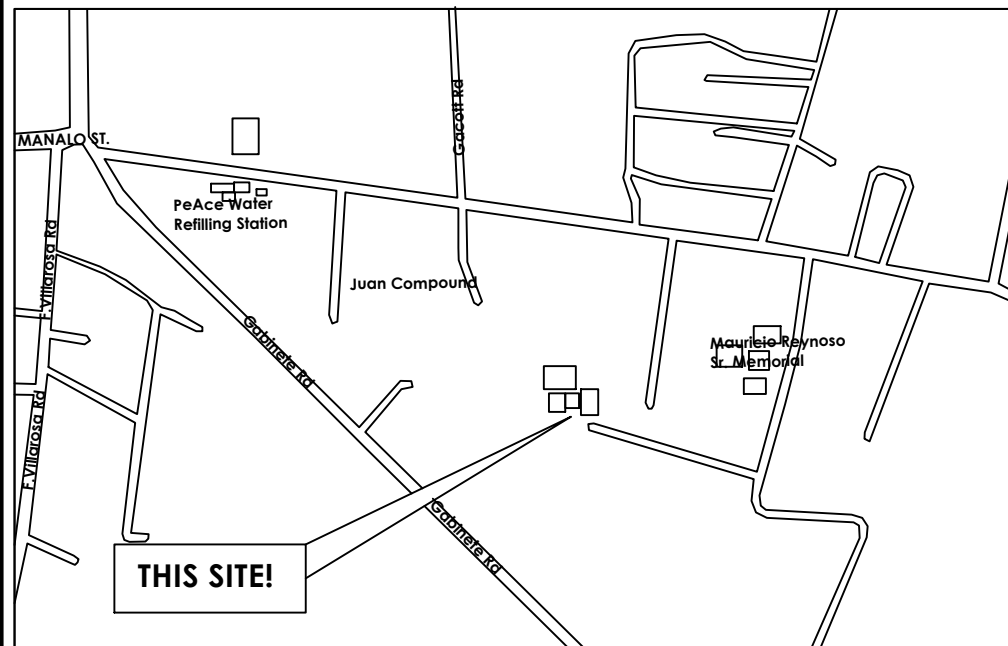 Gacott Rd
MANALO ST.
PeAce Water
Refilling Station
F.Villarosa Rd
Juan Compound
Gabinete Rd
Mauricio Reynoso
Sr. Memorial
F.Villarosa Rd
Gabinete Rd
THIS SITE!